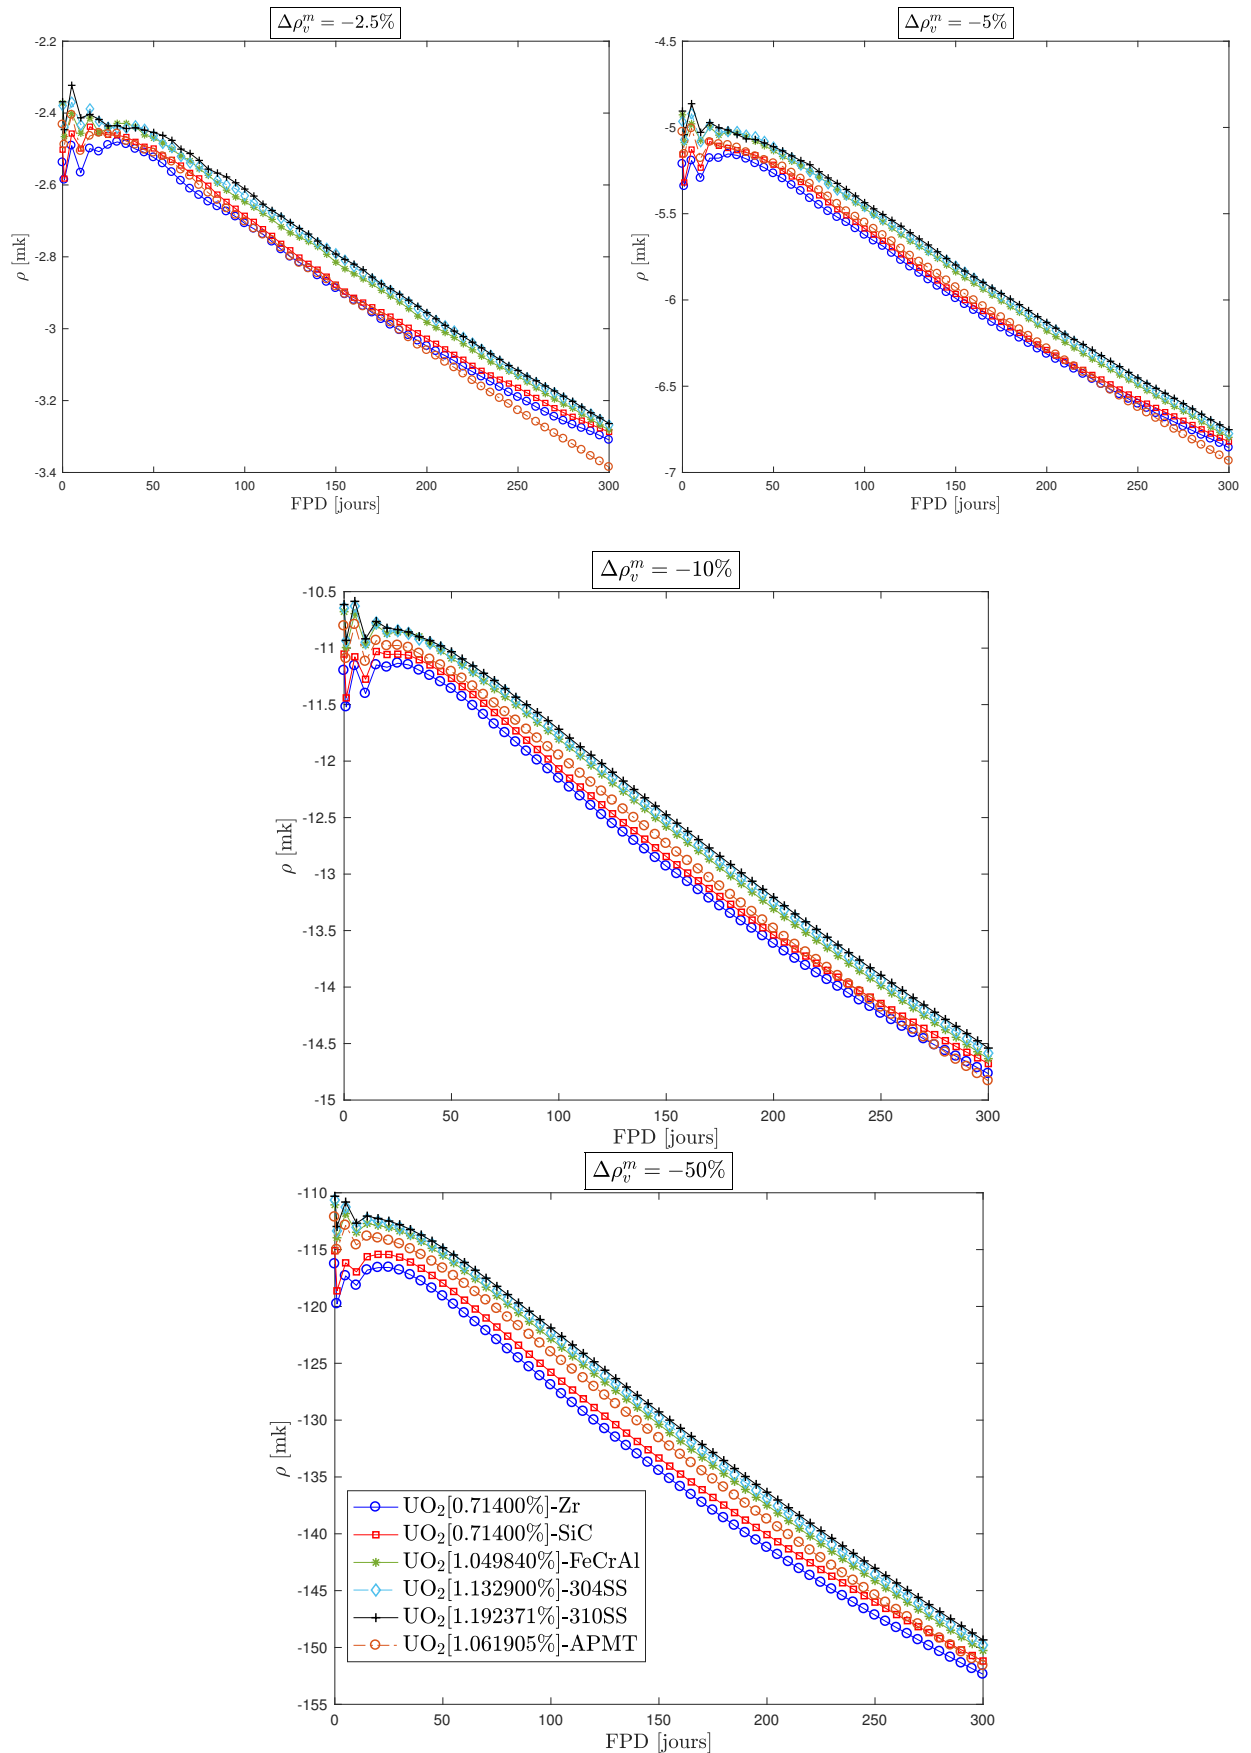 Δρ_v^m = −2.5%
-2.2
-2.4
-2.6
-2.8
-3
-3.2
-3.4
ρ [mk]
0 50 100 150 200 250 300
FPD [jours]
Δρ_v^m = −5%
-4.5
-5
-5.5
-6
-6.5
-7
ρ [mk]
0 50 100 150 200 250 300
FPD [jours]
Δρ_v^m = −10%
-10.5
-11
-11.5
-12
-12.5
-13
-13.5
-14
-14.5
-15
ρ [mk]
0 50 100 150 200 250 300
FPD [jours]
Δρ_v^m = −50%
-110
-115
-120
-125
-130
-135
-140
-145
-150
-155
ρ [mk]
UO₂[0.71400%]-Zr
UO₂[0.71400%]-SiC
UO₂[1.049840%]-FeCrAl
UO₂[1.132900%]-304SS
UO₂[1.192371%]-310SS
UO₂[1.061905%]-APMT
0 50 100 150 200 250 300
FPD [jours]